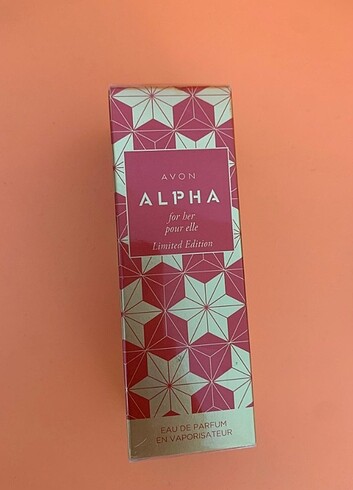 AVON
ALPHA
for her
pour elle
Limited Edition
EAU DE PARFUM
EN VAPORISATEUR